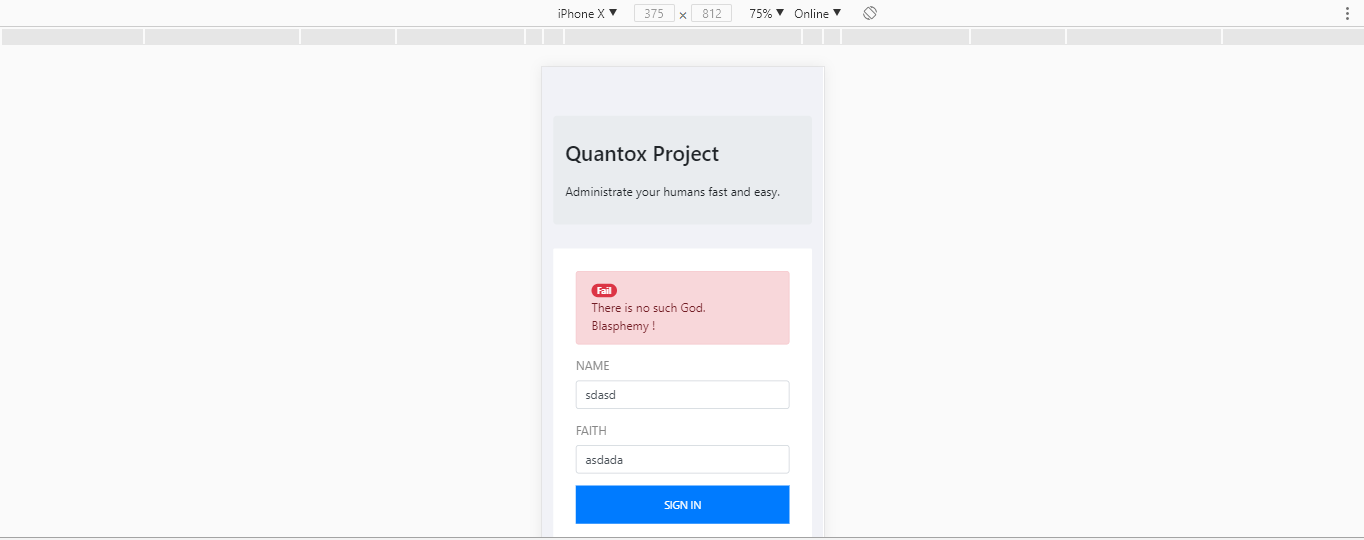 iPhone X ▼ 375 × 812 75% ▼ Online ▼
Quantox Project
Administrate your humans fast and easy.
Fail
There is no such God.
Blasphemy !
NAME
sdasd
FAITH
asdada
SIGN IN